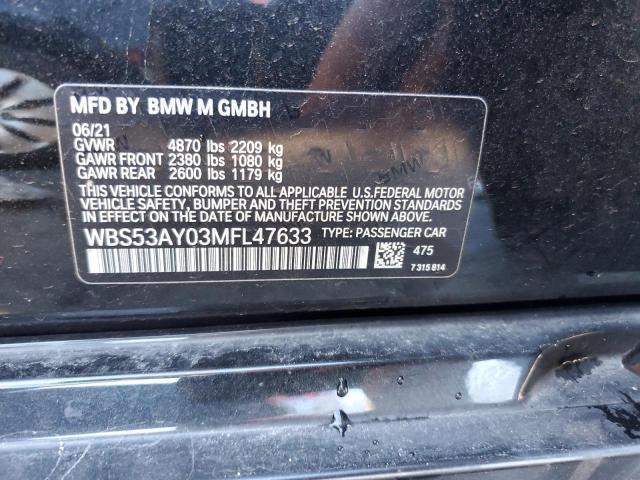 MFD BY BMW M GMBH
06/21
GVWR 4870 lbs 2209 kg
GAWR FRONT 2380 lbs 1080 kg
GAWR REAR 2600 lbs 1179 kg
THIS VEHICLE CONFORMS TO ALL APPLICABLE U.S.FEDERAL MOTOR
VEHICLE SAFETY, BUMPER AND THEFT PREVENTION STANDARDS IN
EFFECT ON THE DATE OF MANUFACTURE SHOWN ABOVE.
WBS53AY03MFL47633 TYPE: PASSENGER CAR
475
7 315 814